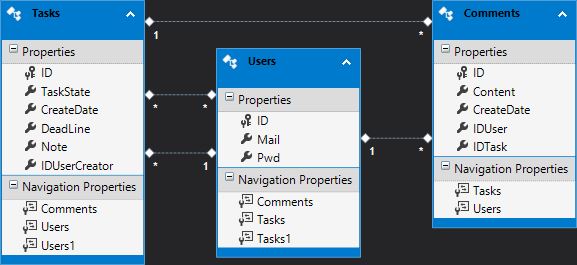 Tasks
Properties
ID
TaskState
CreateDate
DeadLine
Note
IDUserCreator
Navigation Properties
Comments
Users
Users1
1
*
*
*
*
1
Users
Properties
ID
Mail
Pwd
Navigation Properties
Comments
Tasks
Tasks1
1
*
Comments
Properties
ID
Content
CreateDate
IDUser
IDTask
Navigation Properties
Tasks
Users